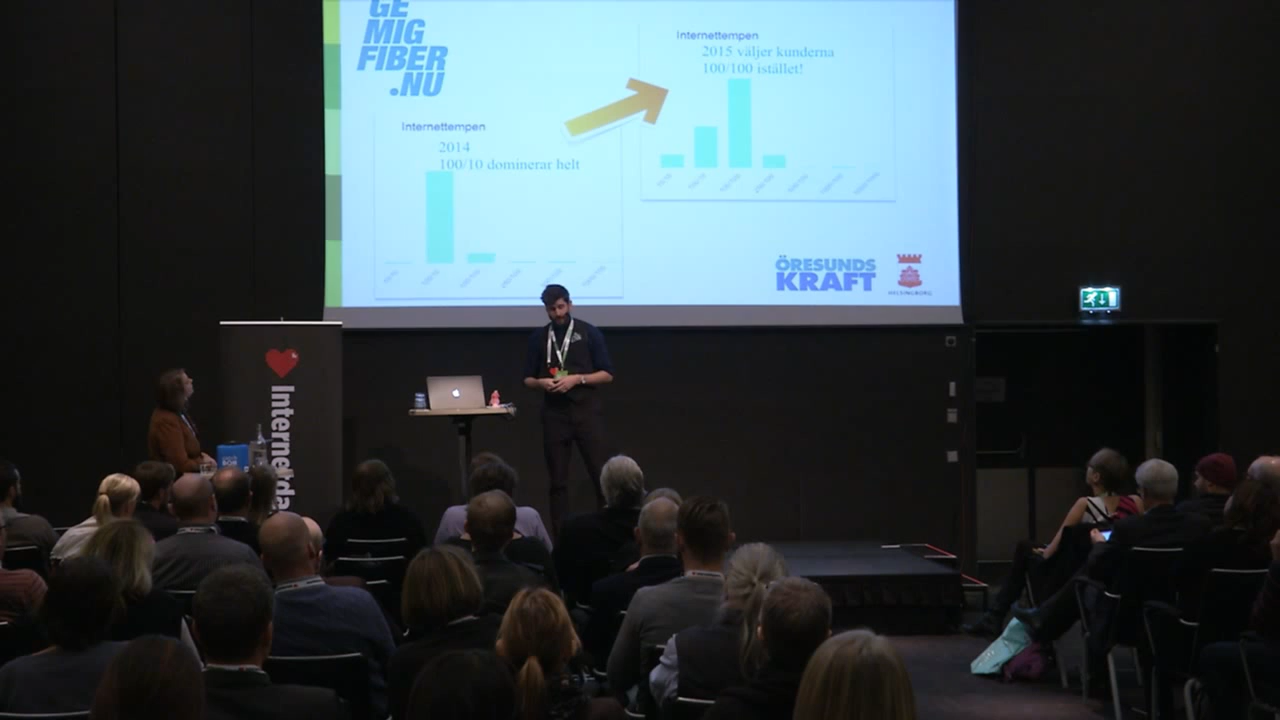 GE
MIG
FIBER
.NU
Internettempen
2014
100/10 dominerar helt
Internettempen
2015 väljer kunderna
100/100 istället!
ÖRESUNDS
KRAFT
HELSINGBORG
Internetda